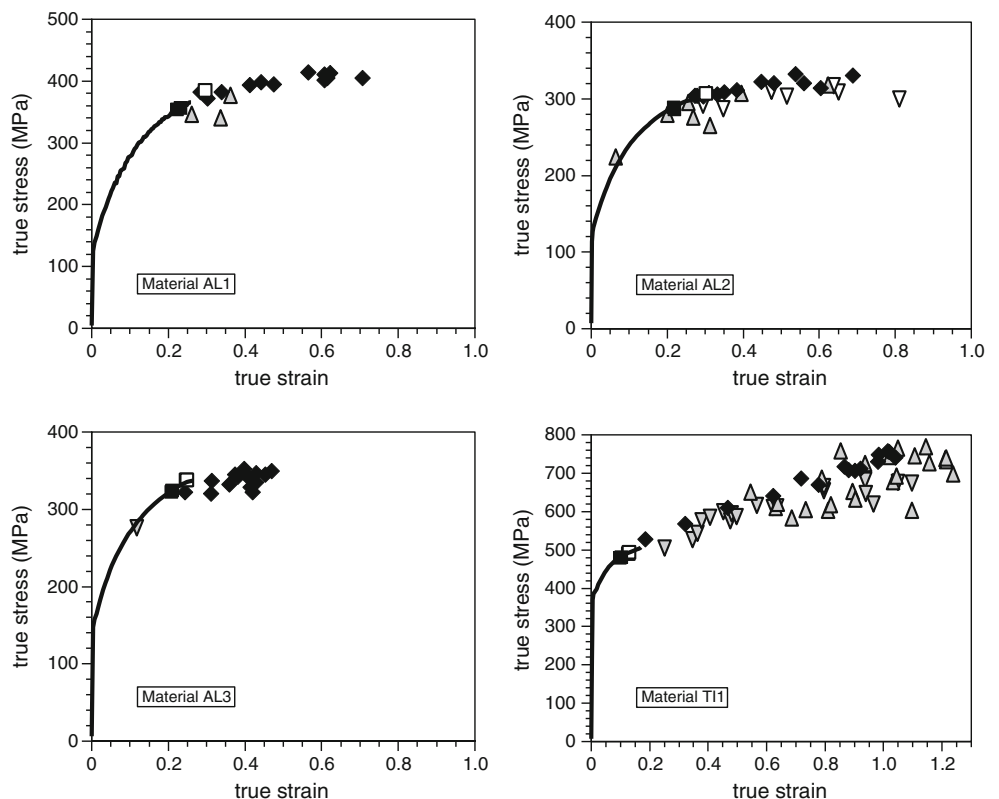 500
400
300
200
100
0
true stress (MPa)
Material AL1
0 0.2 0.4 0.6 0.8 1.0
true strain
400
300
200
100
0
true stress (MPa)
Material AL2
0 0.2 0.4 0.6 0.8 1.0
true strain
400
300
200
100
0
true stress (MPa)
Material AL3
0 0.2 0.4 0.6 0.8 1.0
true strain
800
700
600
500
400
300
200
100
0
true stress (MPa)
Material TI1
0 0.2 0.4 0.6 0.8 1.0 1.2
true strain